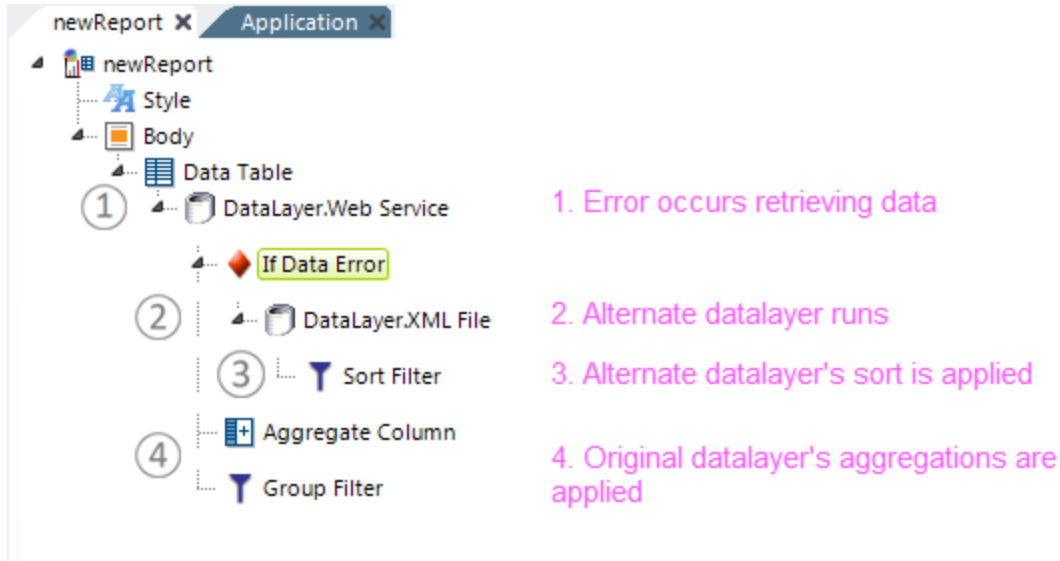 newReport Application
newReport
Style
Body
Data Table
1 DataLayer.Web Service 1. Error occurs retrieving data
If Data Error
2 DataLayer.XML File 2. Alternate datalayer runs
3 Sort Filter 3. Alternate datalayer's sort is applied
Aggregate Column
4 4. Original datalayer's aggregations are
Group Filter applied